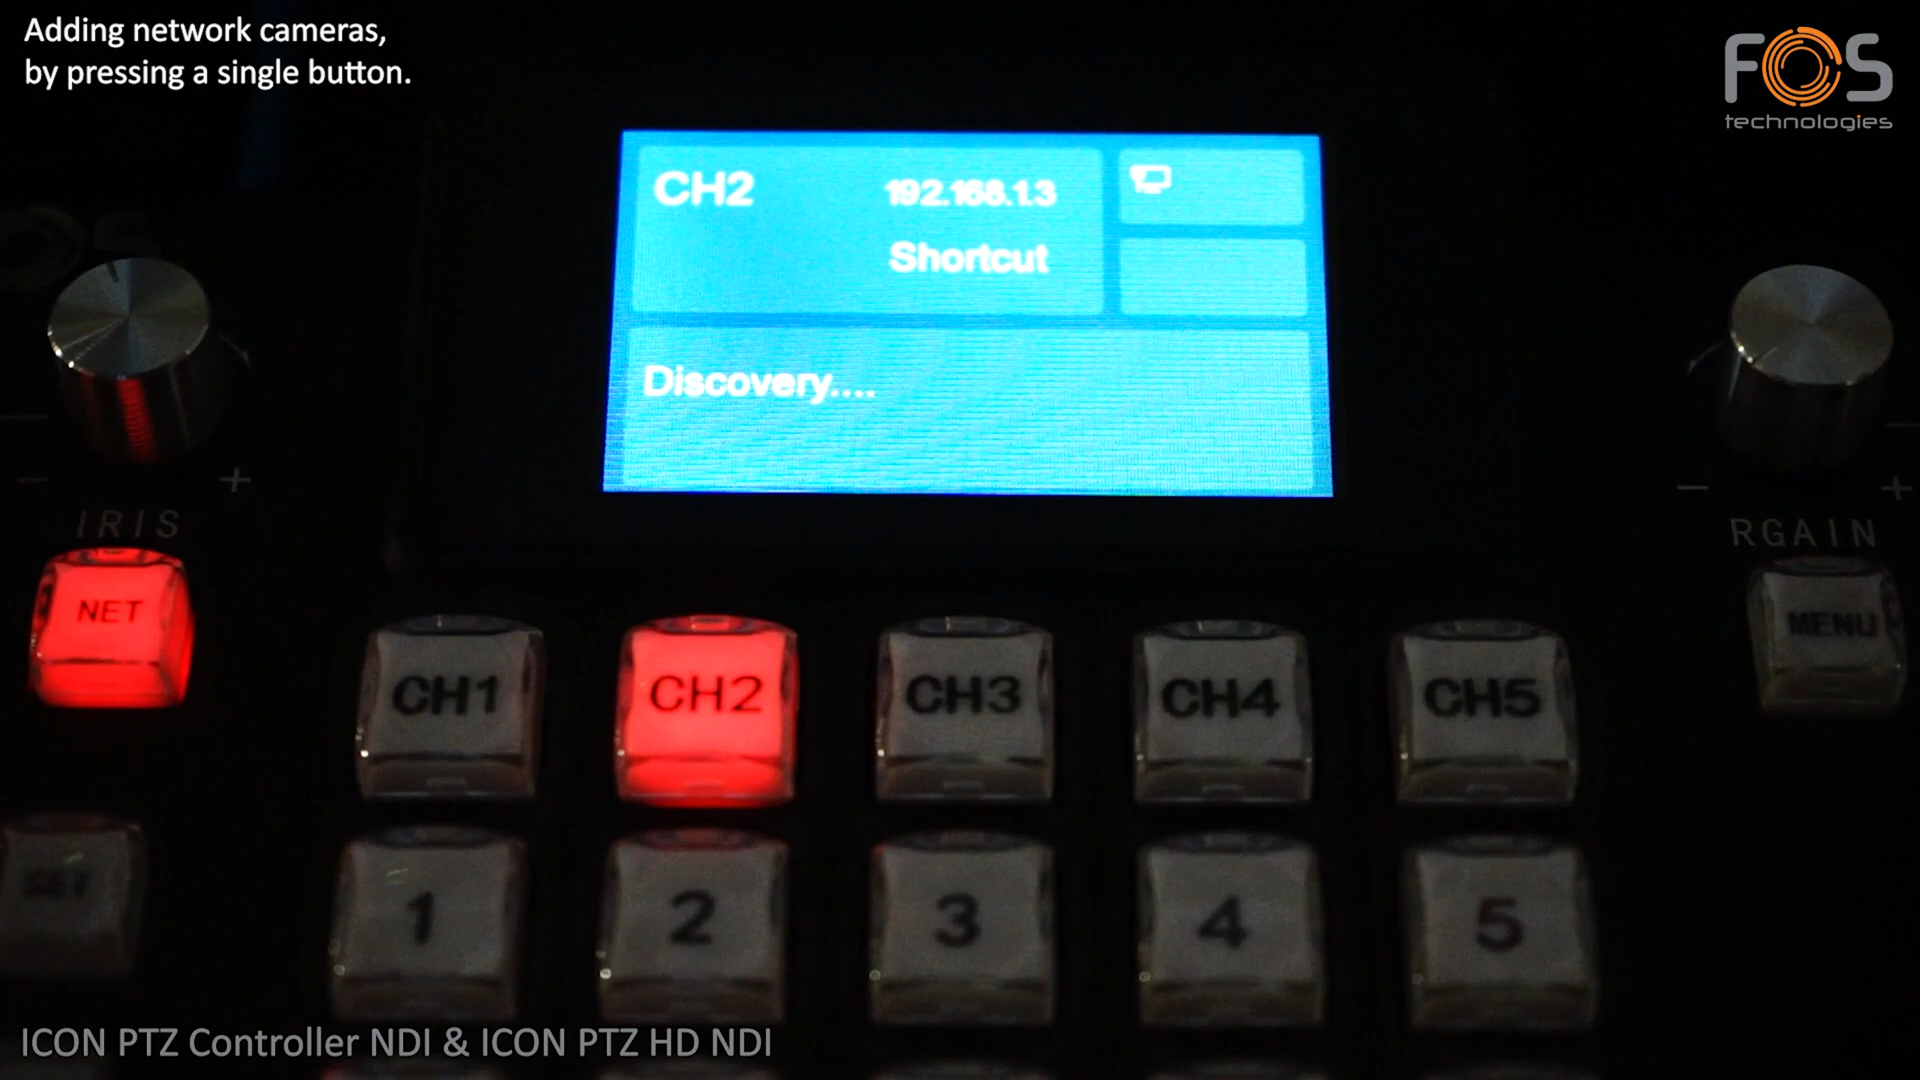 Adding network cameras,
by pressing a single button.
FOS
technologies
CH2
192.168.1.3
Shortcut
Discovery....
- +
IRIS
- +
RGAIN
NET
MENU
CH1 CH2 CH3 CH4 CH5
SET
1 2 3 4 5
ICON PTZ Controller NDI & ICON PTZ HD NDI